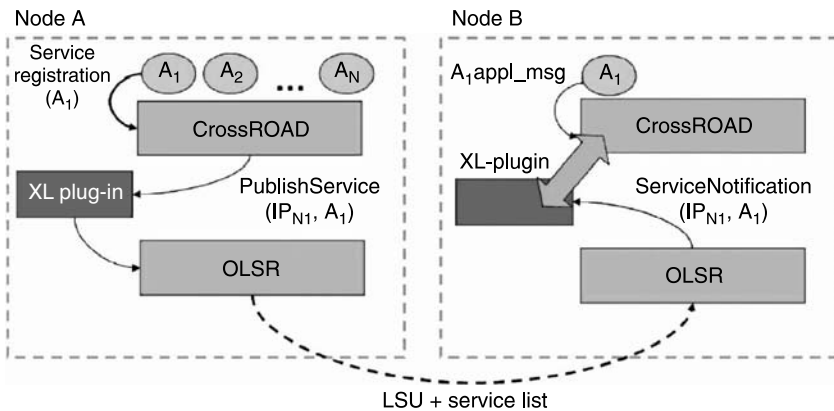 Node A
Service
registration
(A1)
A1
A2
...
AN
CrossROAD
XL plug-in
PublishService
(IPN1, A1)
OLSR
Node B
A1appl_msg
A1
CrossROAD
XL-plugin
ServiceNotification
(IPN1, A1)
OLSR
LSU + service list